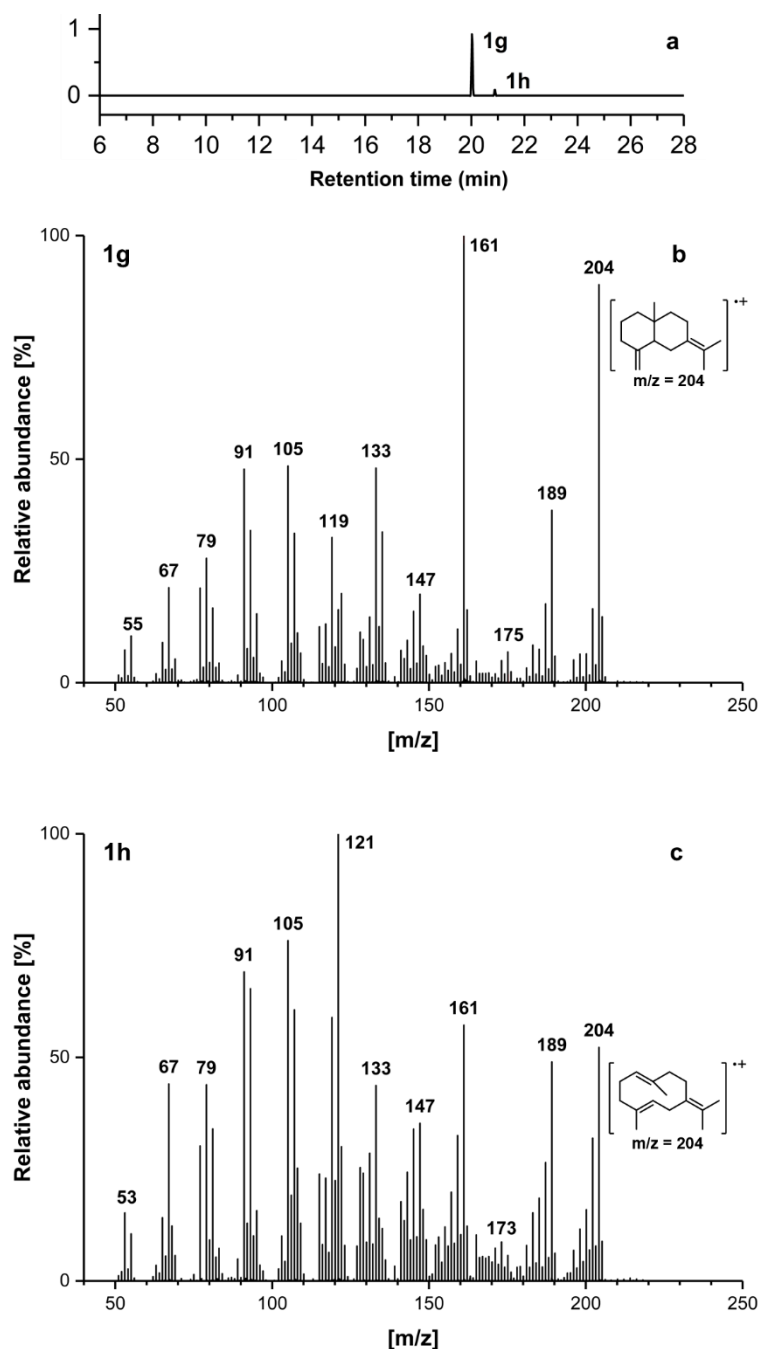 1
1g
a
1h
0
6 8 10 12 14 16 18 20 22 24 26 28
Retention time (min)
1g
b
100
161
204
••+
m/z = 204
Relative abundance [%]
50
91
105
133
189
119
79
67
147
55
175
0
50 100 150 200 250
[m/z]
1h
c
100
121
105
91
161
204
••+
m/z = 204
Relative abundance [%]
50
67
79
133
189
147
53
173
0
50 100 150 200 250
[m/z]